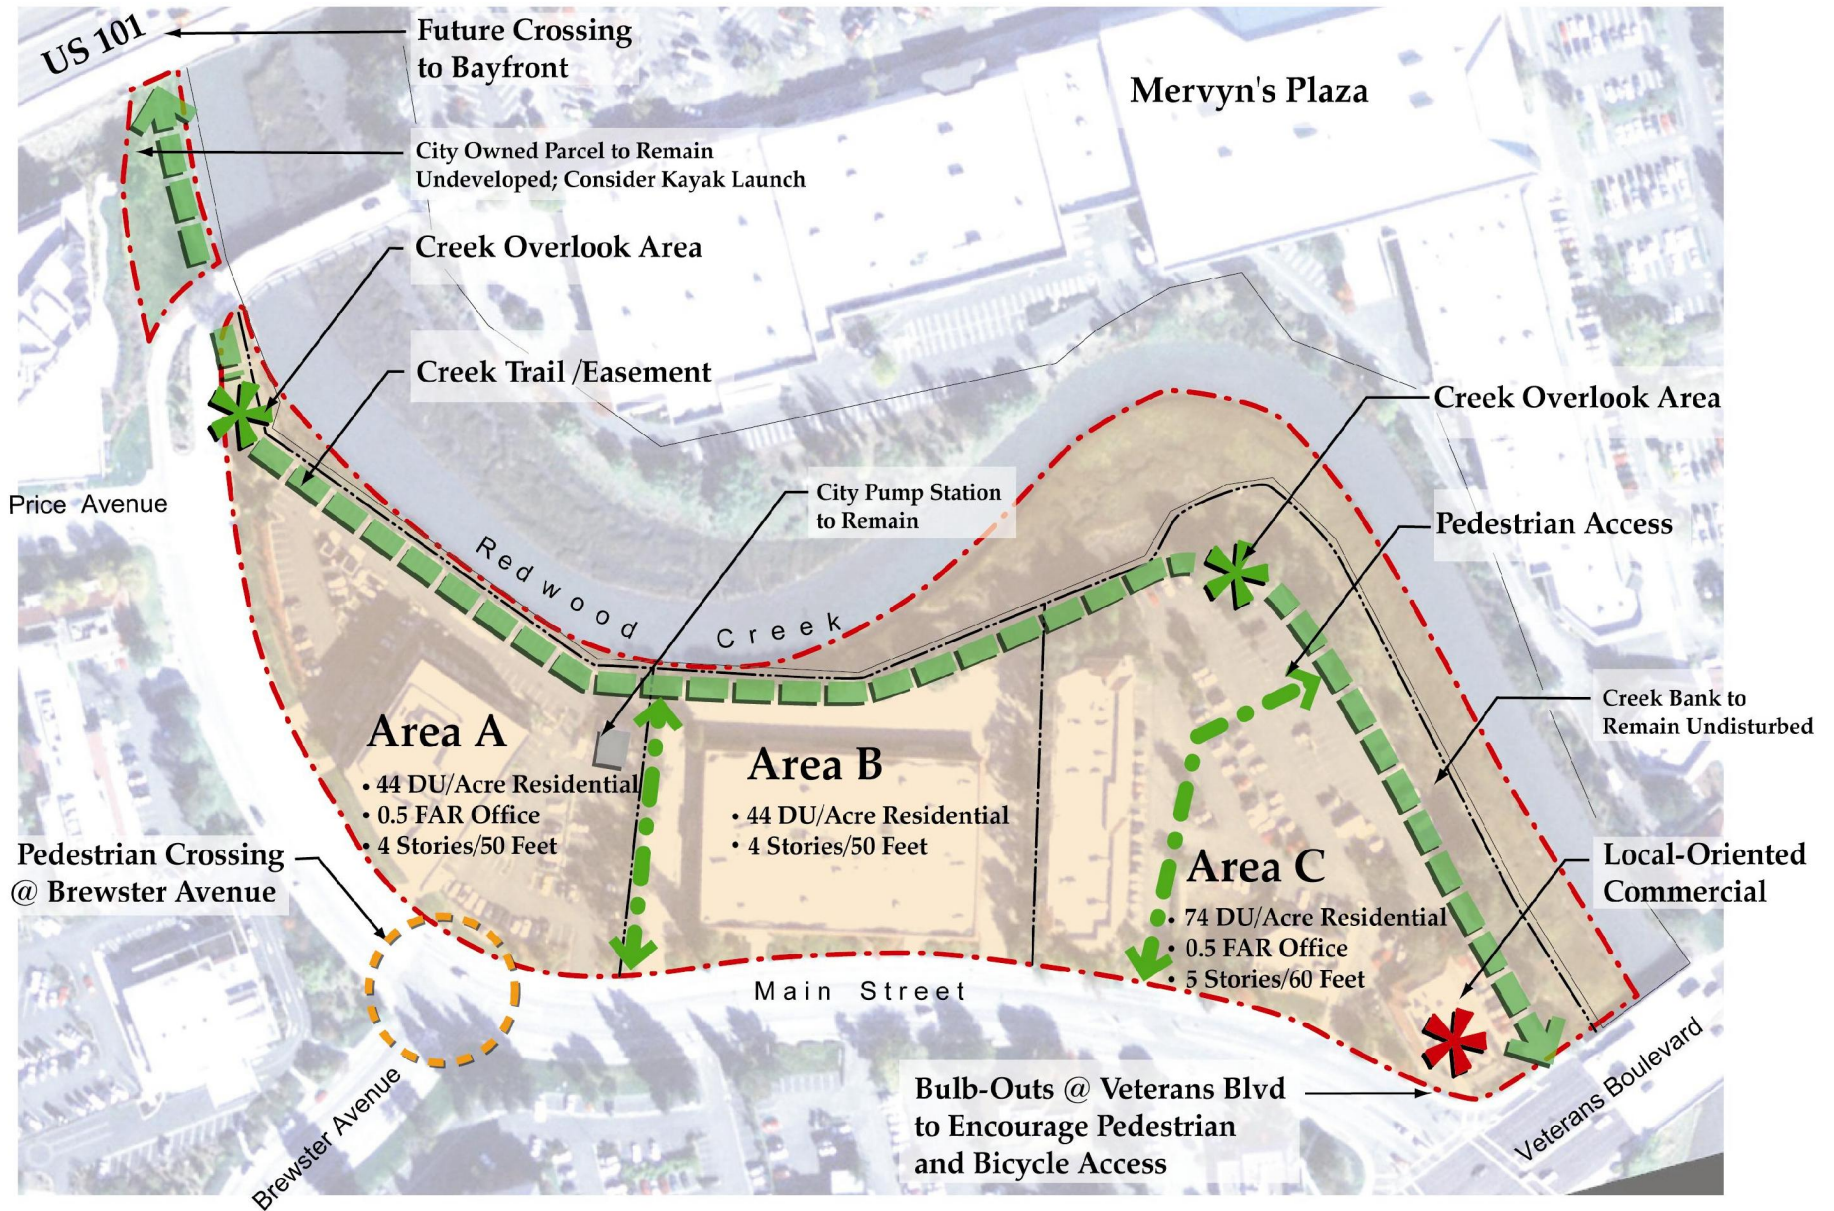 US 101
Future Crossing
to Bayfront
Mervyn's Plaza
City Owned Parcel to Remain
Undeveloped; Consider Kayak Launch
Creek Overlook Area
Creek Trail /Easement
Creek Overlook Area
Price Avenue
City Pump Station
to Remain
Pedestrian Access
Redwood Creek
Creek Bank to
Remain Undisturbed
Area A
• 44 DU/Acre Residential
• 0.5 FAR Office
• 4 Stories/50 Feet
Area B
• 44 DU/Acre Residential
• 4 Stories/50 Feet
Area C
• 74 DU/Acre Residential
• 0.5 FAR Office
• 5 Stories/60 Feet
Pedestrian Crossing
@ Brewster Avenue
Local-Oriented
Commercial
Main Street
Bulb-Outs @ Veterans Blvd
to Encourage Pedestrian
and Bicycle Access
Brewster Avenue
Veterans Boulevard